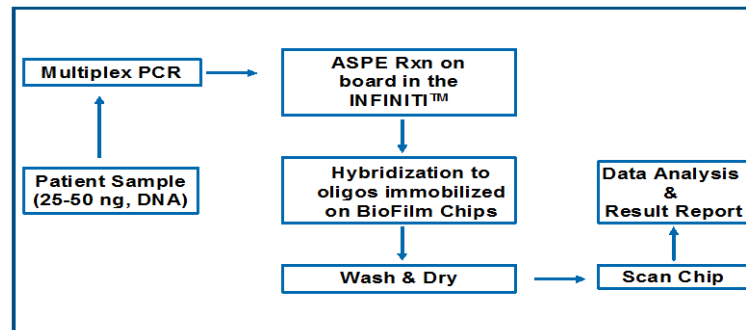 Multiplex PCR
ASPE Rxn on
board in the
INFINITI™
Patient Sample
(25-50 ng, DNA)
Hybridization to
oligos immobilized
on BioFilm Chips
Wash & Dry
Scan Chip
Data Analysis
&
Result Report